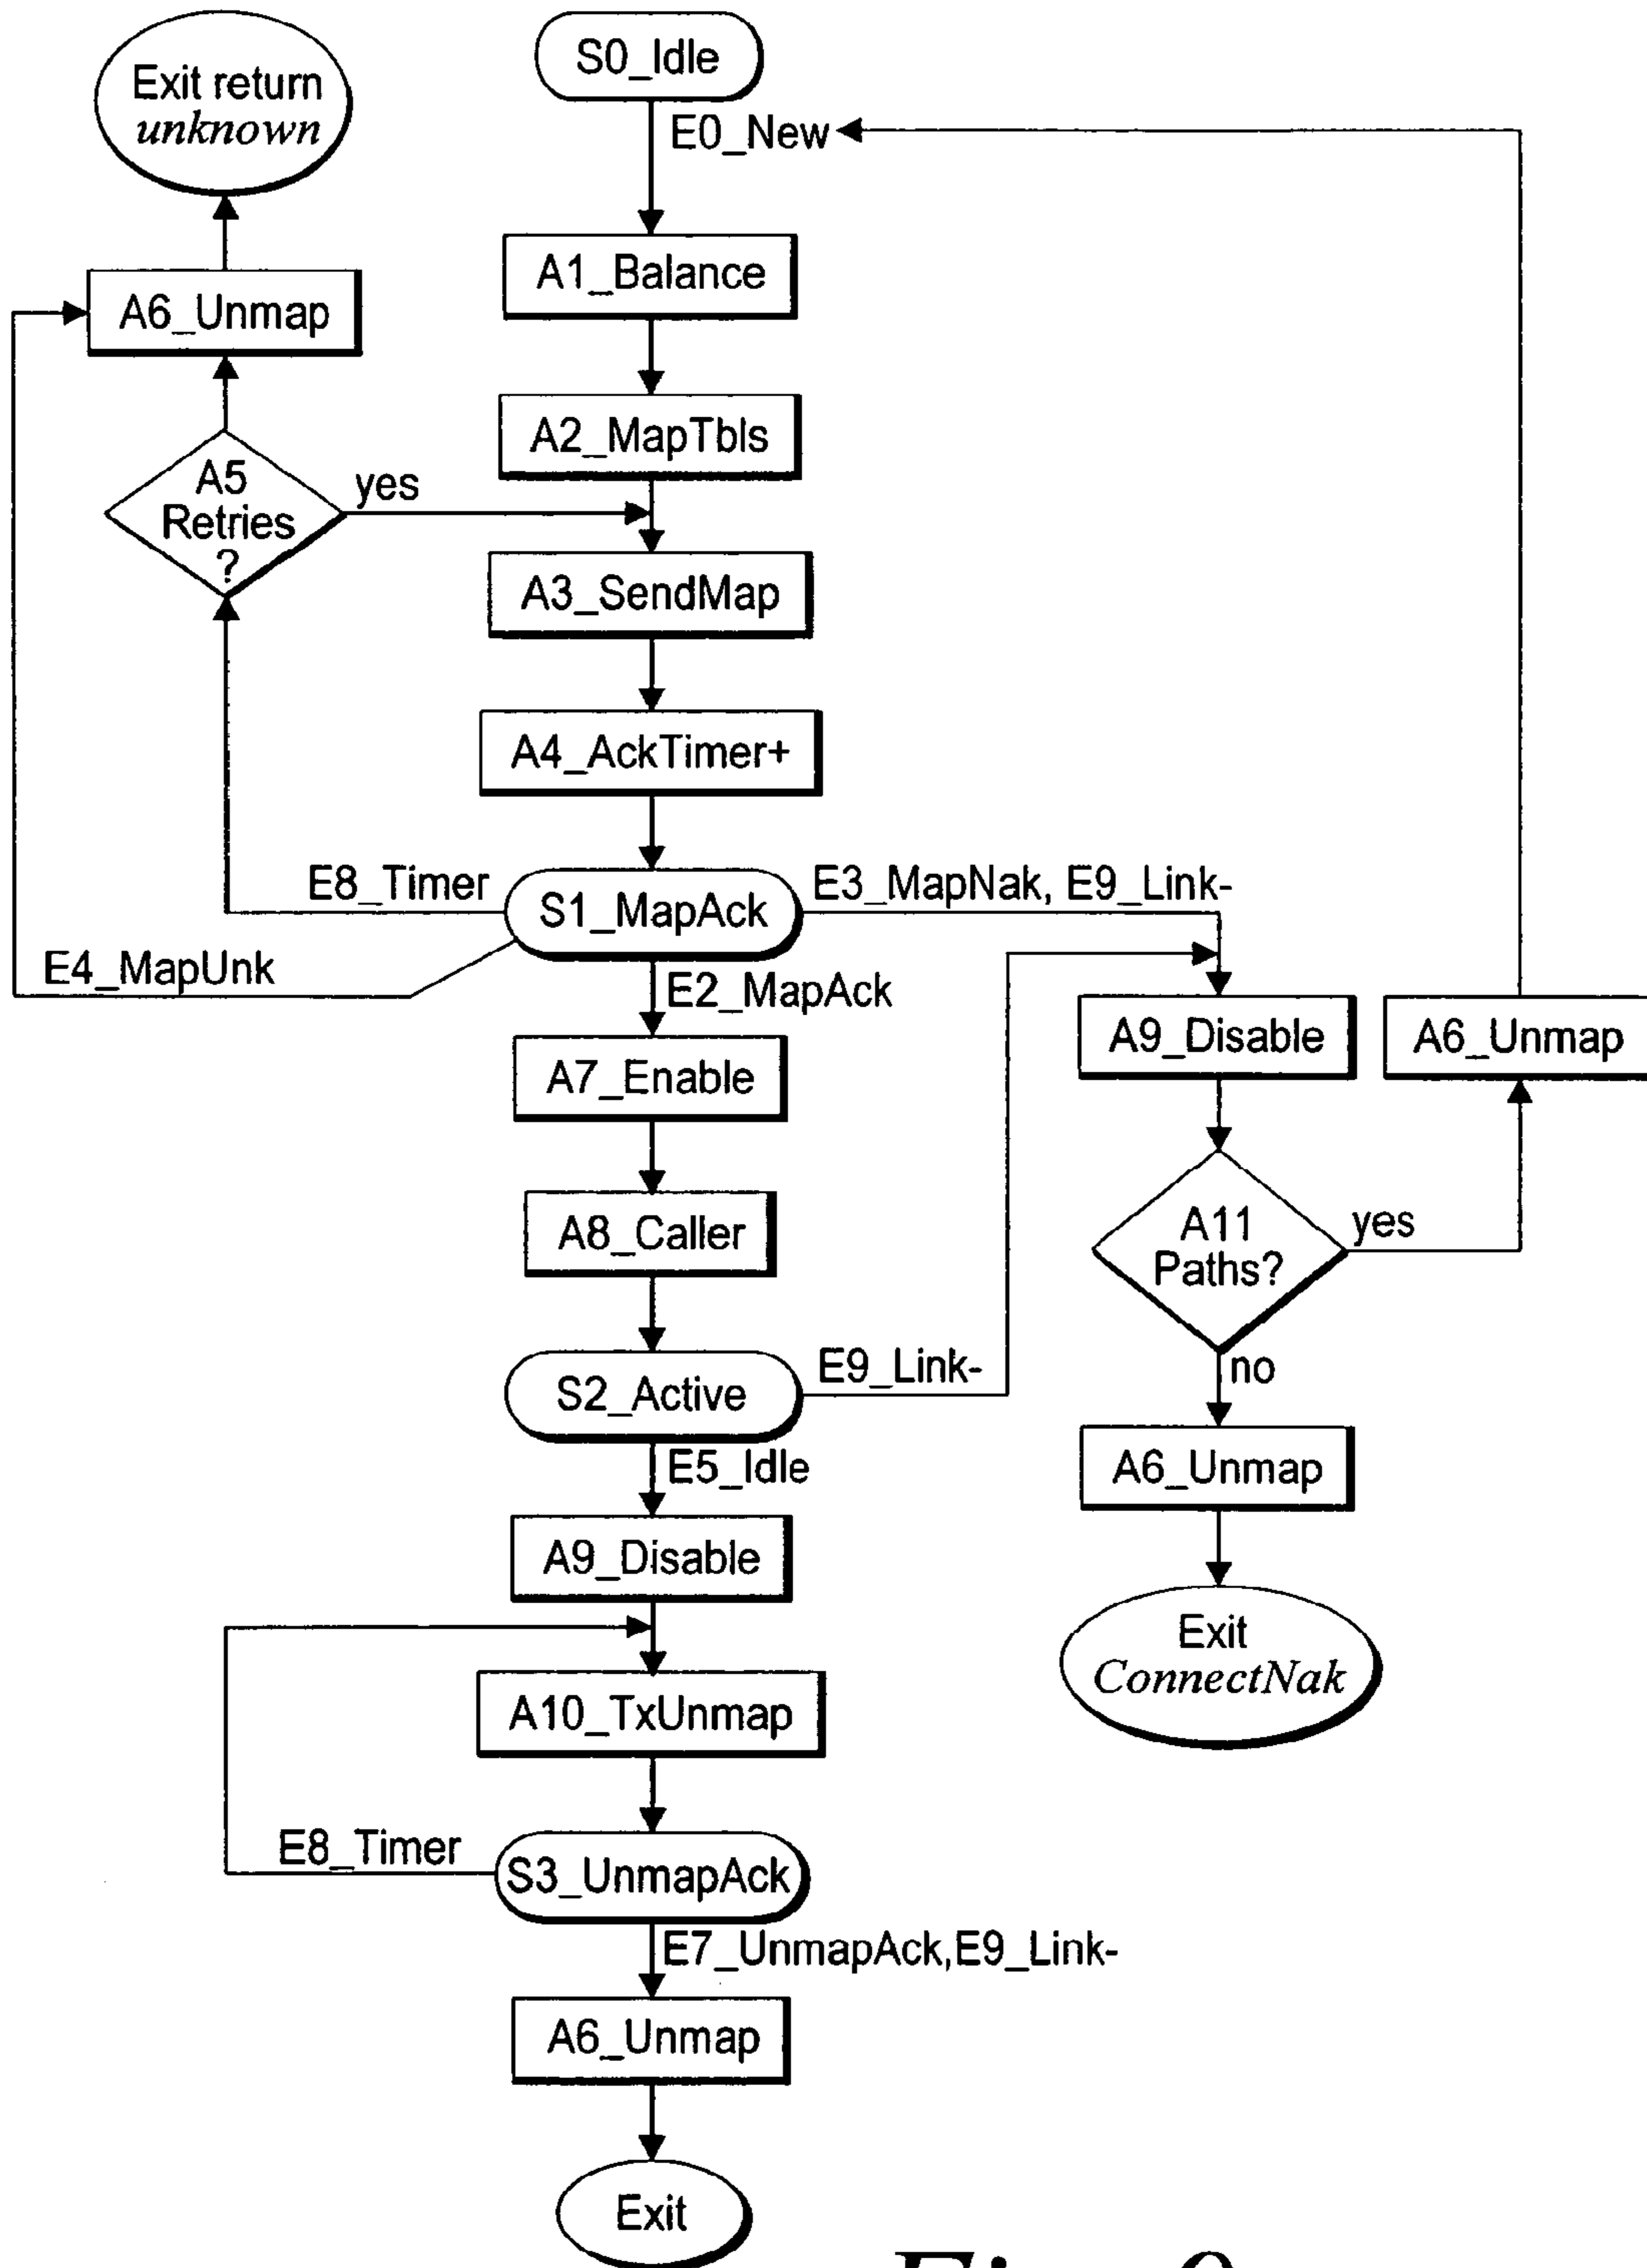 S0_Idle
Exit return
unknown
E0_New
A1_Balance
A6_Unmap
A2_MapTbls
A5
Retries
?
yes
A3_SendMap
A4_AckTimer+
E8_Timer
S1_MapAck
E3_MapNak, E9_Link-
E4_MapUnk
E2_MapAck
A9_Disable
A6_Unmap
A7_Enable
A8_Caller
A11
Paths?
yes
no
S2_Active
E9_Link-
E5_Idle
A6_Unmap
A9_Disable
Exit
ConnectNak
A10_TxUnmap
E8_Timer
S3_UnmapAck
E7_UnmapAck,E9_Link-
A6_Unmap
Exit